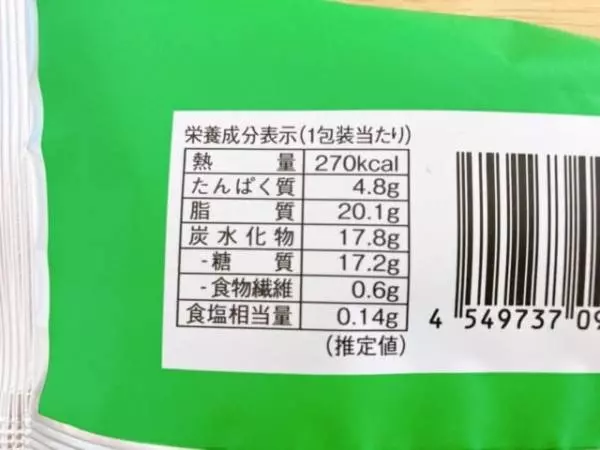 栄養成分表示(1包装当たり)
熱量 270kcal
たんぱく質 4.8g
脂質 20.1g
炭水化物 17.8g
-糖質 17.2g
-食物繊維 0.6g
食塩相当量 0.14g
(推定値)
4 549737 09